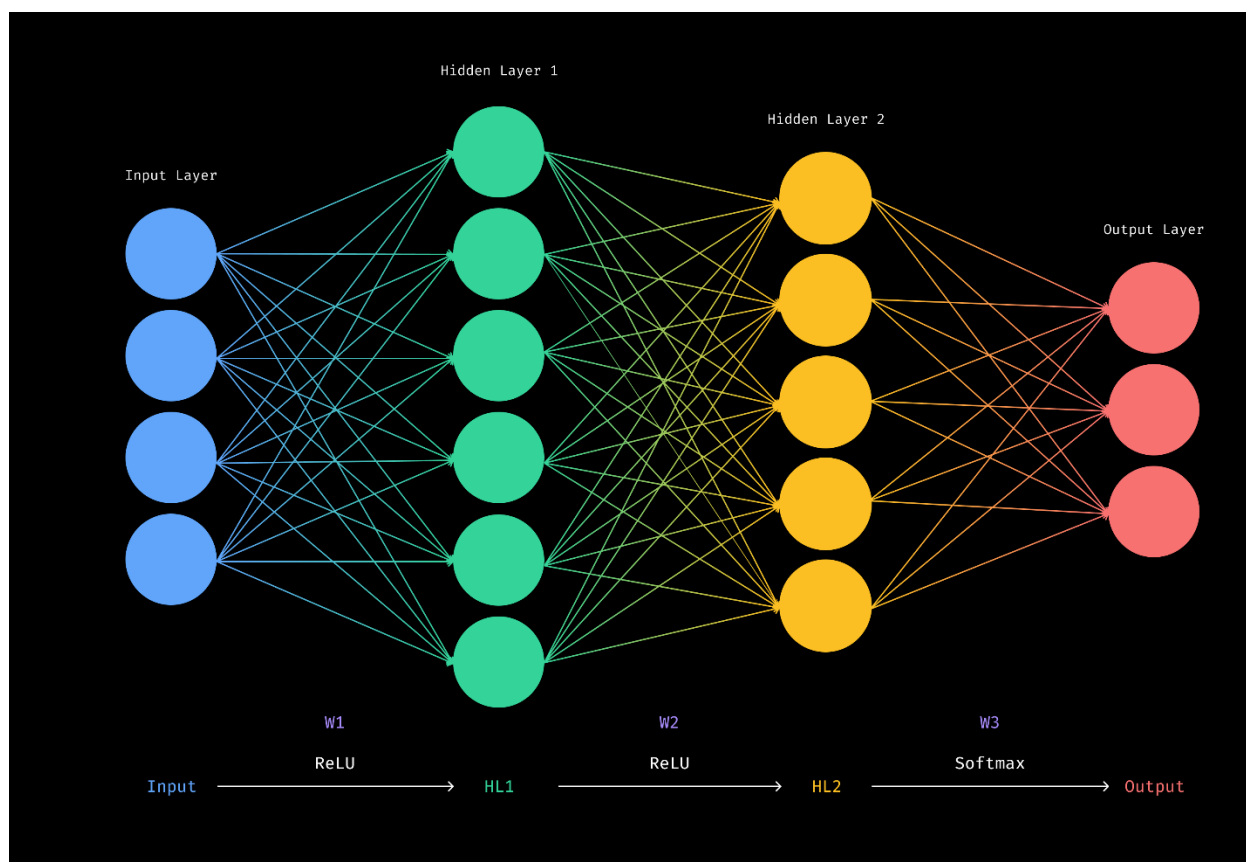 Hidden Layer 1
Hidden Layer 2
Input Layer
Output Layer
W1
W2
W3
ReLU
ReLU
Softmax
Input
HL1
HL2
Output